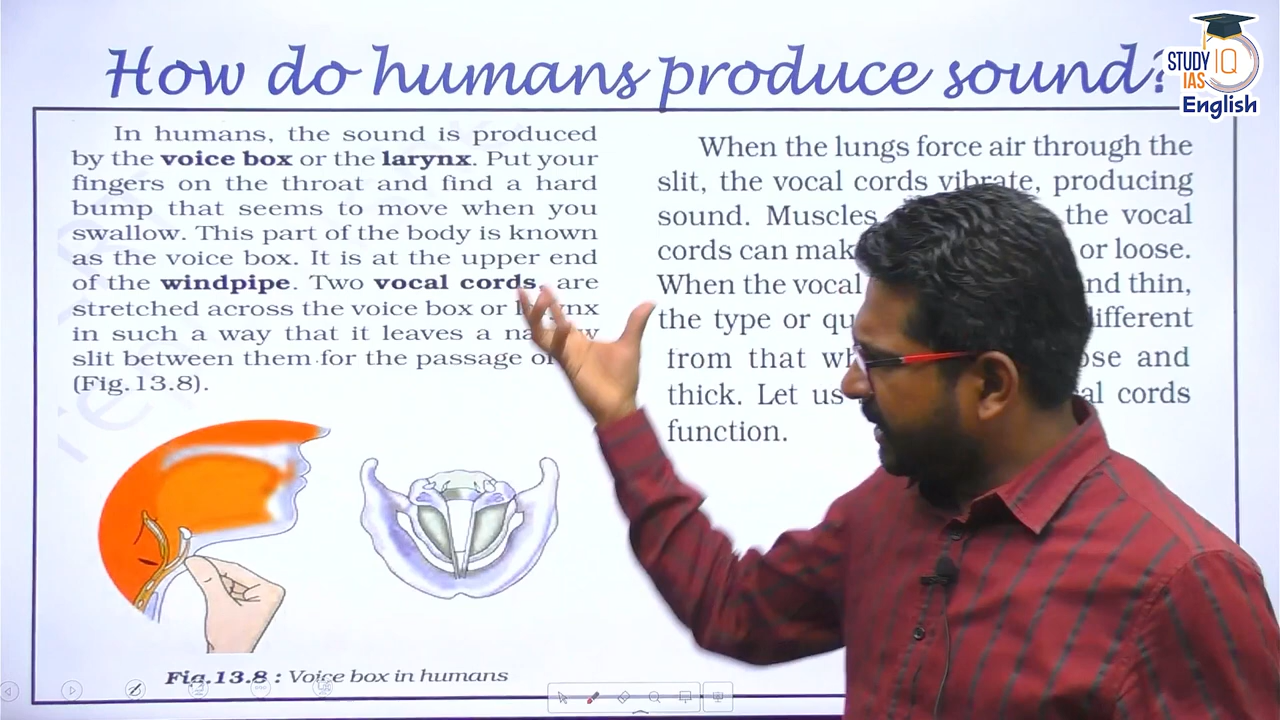 How do humans produce sound?
STUDY IQ
IAS
English
In humans, the sound is produced
by the voice box or the larynx. Put your
fingers on the throat and find a hard
bump that seems to move when you
swallow. This part of the body is known
as the voice box. It is at the upper end
of the windpipe. Two vocal cords, are
stretched across the voice box or larynx
in such a way that it leaves a narrow
slit between them for the passage of
(Fig. 13.8).
Fig. 13.8 : Voice box in humans
When the lungs force air through the
slit, the vocal cords vibrate, producing
sound. Muscles the vocal
cords can or loose.
When the vocal and thin,
the type or different
from that and
thick. Let us cords
function.